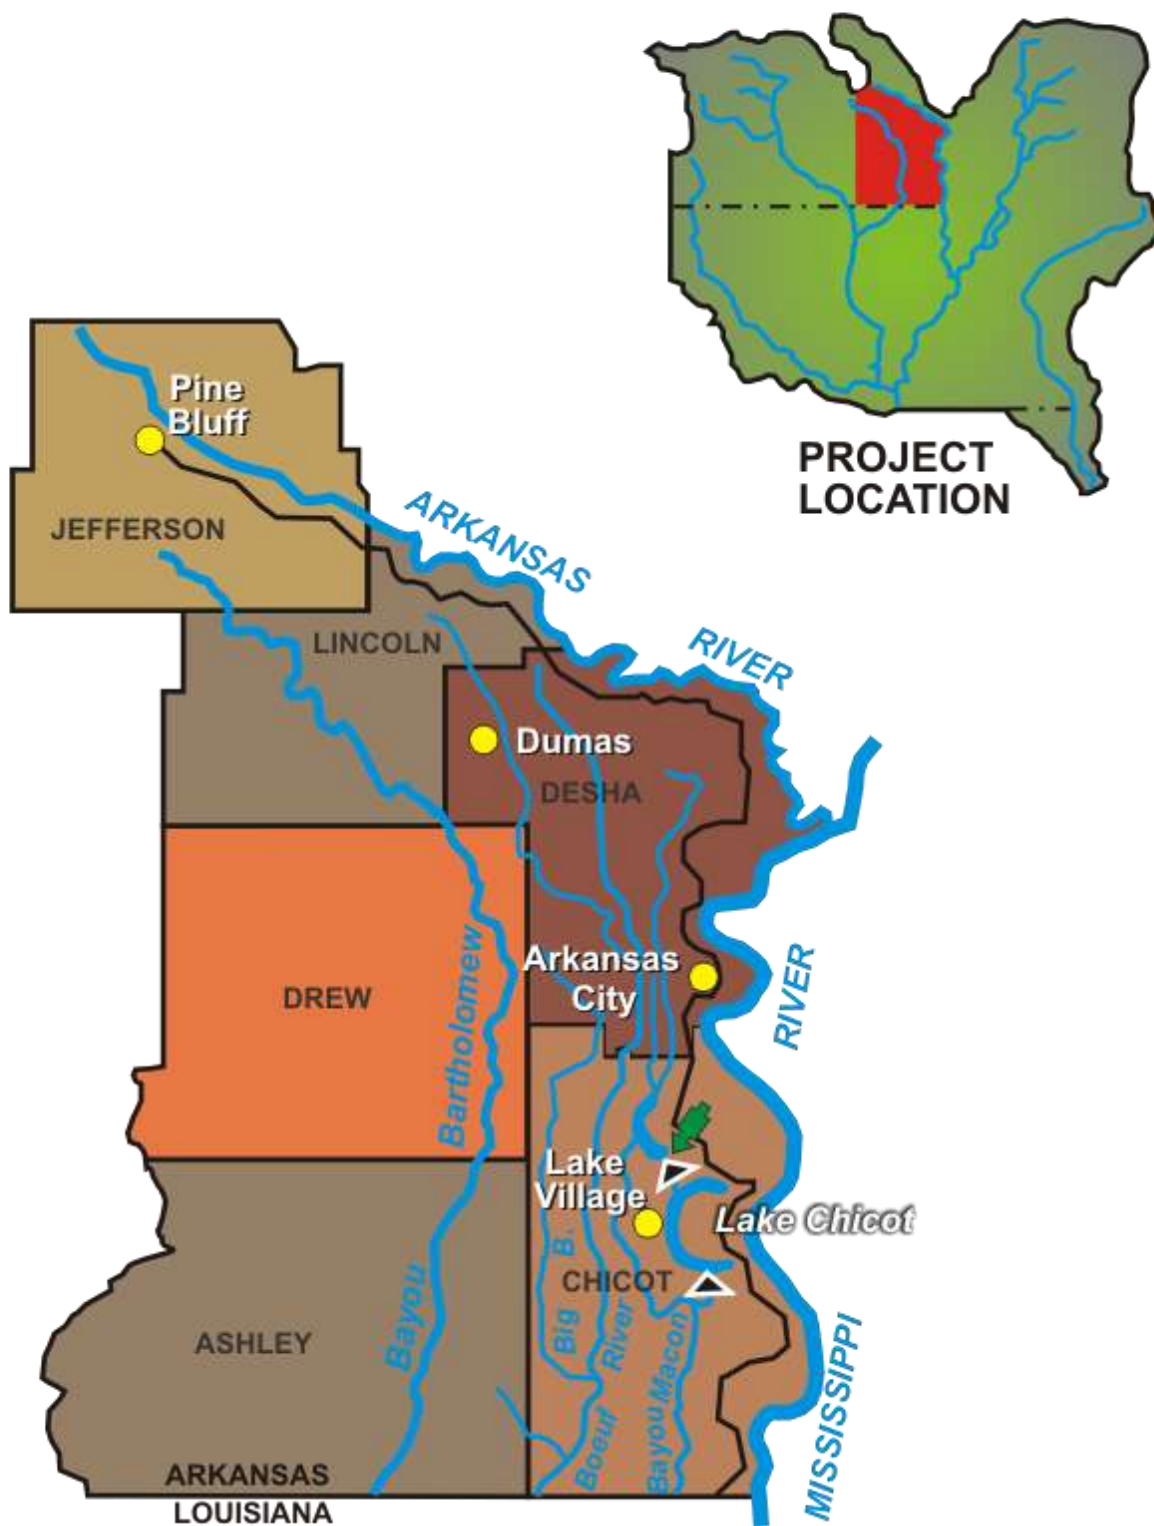 PROJECT
LOCATION
Pine
Bluff
JEFFERSON
ARKANSAS
RIVER
LINCOLN
Dumas
DESHA
Arkansas
City
RIVER
MISSISSIPPI
DREW
Bartholomew
Bayou
Lake
Village
Lake Chicot
CHICOT
Big B.
Boeuf River
Bayou Macon
ASHLEY
ARKANSAS
LOUISIANA